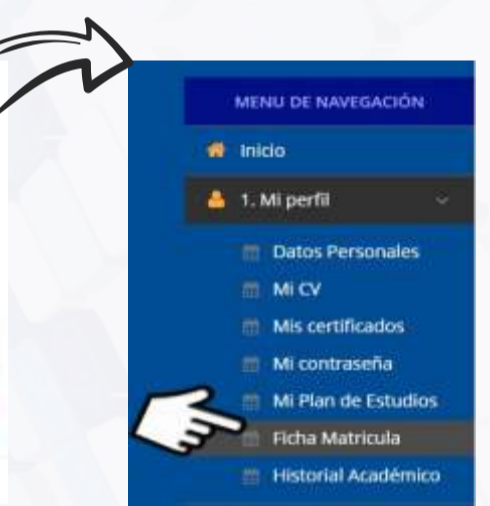 MENU DE NAVEGACIÓN
Inicio
1. Mi perfil
Datos Personales
Mi CV
Mis certificados
Mi contraseña
Mi Plan de Estudios
Ficha Matricula
Historial Académico